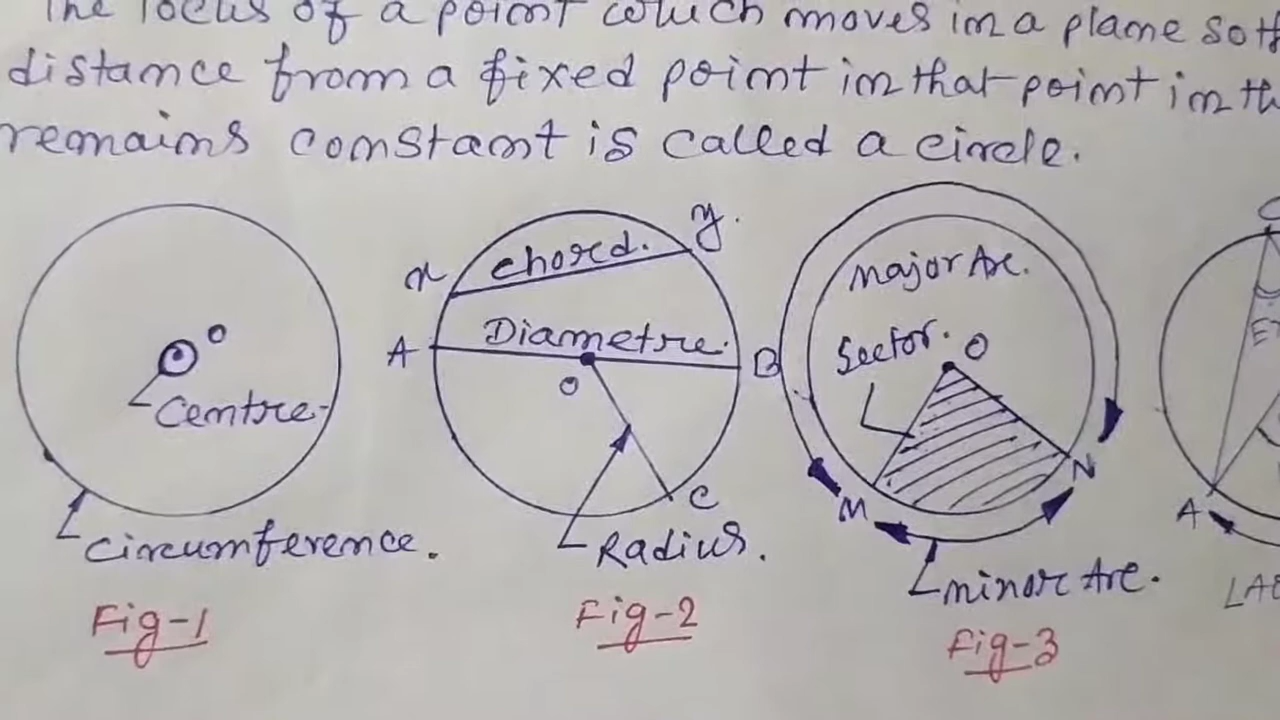 The locus of a point which moves in a plane so th
distance from a fixed point in that point in th
remains constant is called a circle.
x chored. y.
A Diametre. B
O
C
Radius.
Fig-2
O
Centre.
Circumference.
Fig-1
Major Arc.
Sector. O
M N
minor Arc.
Fig-3
C
A